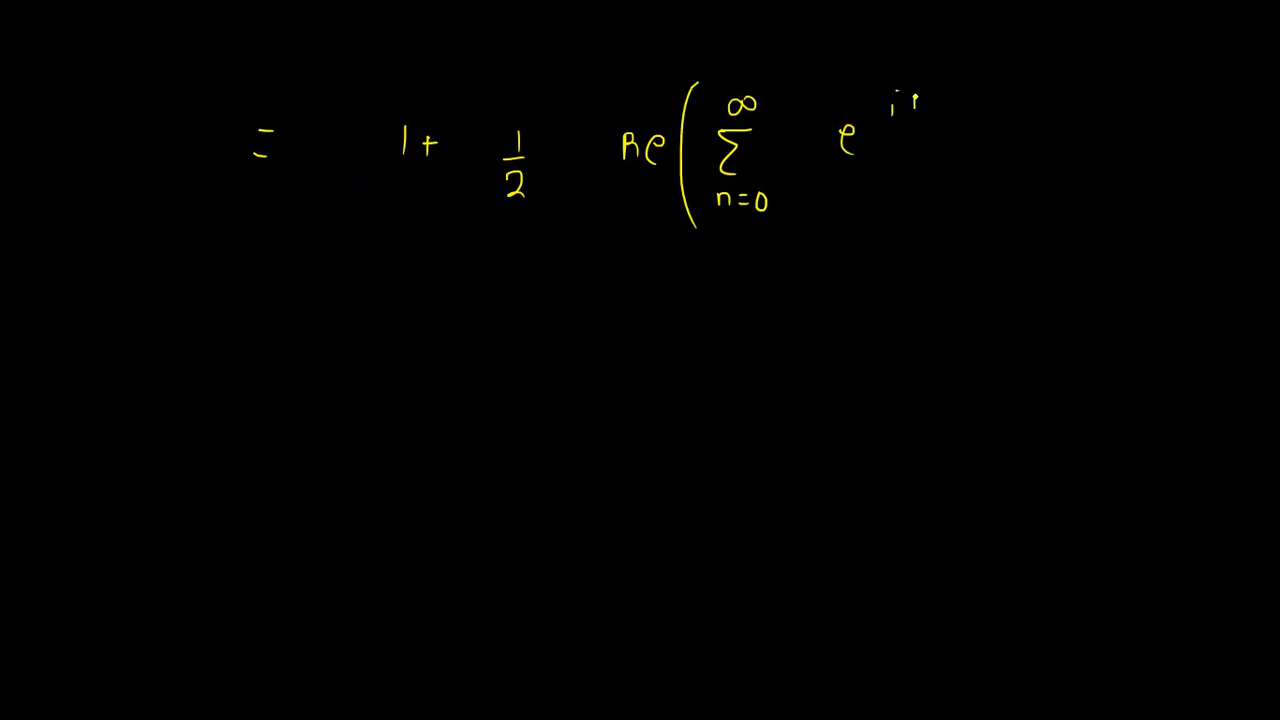 = 1 + 1/2 Re( ∑_{n=0}^{∞} e^{i